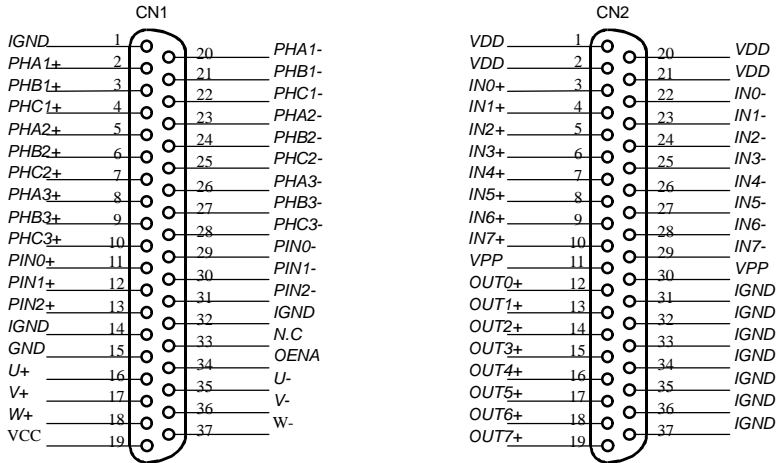 CN1
IGND 1
20 PHA1-
PHA1+ 2
21 PHB1-
PHB1+ 3
22 PHC1-
PHC1+ 4
23 PHA2-
PHA2+ 5
24 PHB2-
PHB2+ 6
25 PHC2-
PHC2+ 7
26 PHA3-
PHA3+ 8
27 PHB3-
PHB3+ 9
28 PHC3-
PHC3+ 10
29 PIN0-
PIN0+ 11
30 PIN1-
PIN1+ 12
31 PIN2-
PIN2+ 13
32 IGND
IGND 14
33 N.C
GND 15
34 OENA
U+ 16
35 U-
V+ 17
36 V-
W+ 18
37 W-
VCC 19
CN2
VDD 1
20 VDD
VDD 2
21 VDD
IN0+ 3
22 IN0-
IN1+ 4
23 IN1-
IN2+ 5
24 IN2-
IN3+ 6
25 IN3-
IN4+ 7
26 IN4-
IN5+ 8
27 IN5-
IN6+ 9
28 IN6-
IN7+ 10
29 IN7-
VPP 11
30 VPP
OUT0+ 12
31 IGND
OUT1+ 13
32 IGND
OUT2+ 14
33 IGND
OUT3+ 15
34 IGND
OUT4+ 16
35 IGND
OUT5+ 17
36 IGND
OUT6+ 18
37 IGND
OUT7+ 19